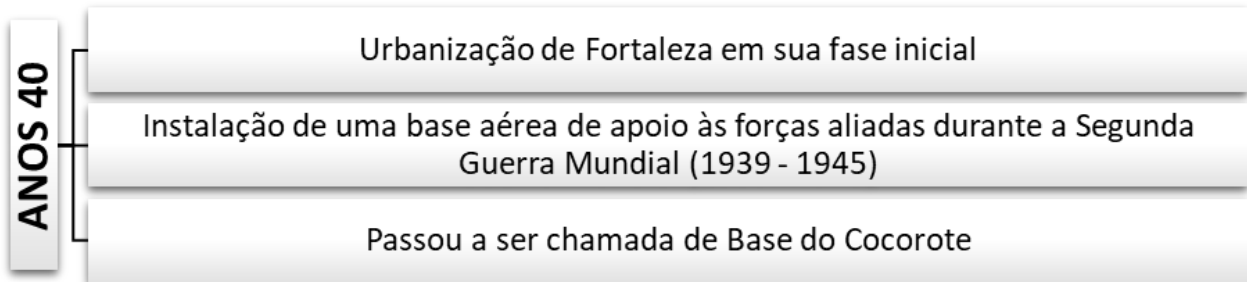 ANOS 40
Urbanização de Fortaleza em sua fase inicial
Instalação de uma base aérea de apoio às forças aliadas durante a Segunda
Guerra Mundial (1939 - 1945)
Passou a ser chamada de Base do Cocorote